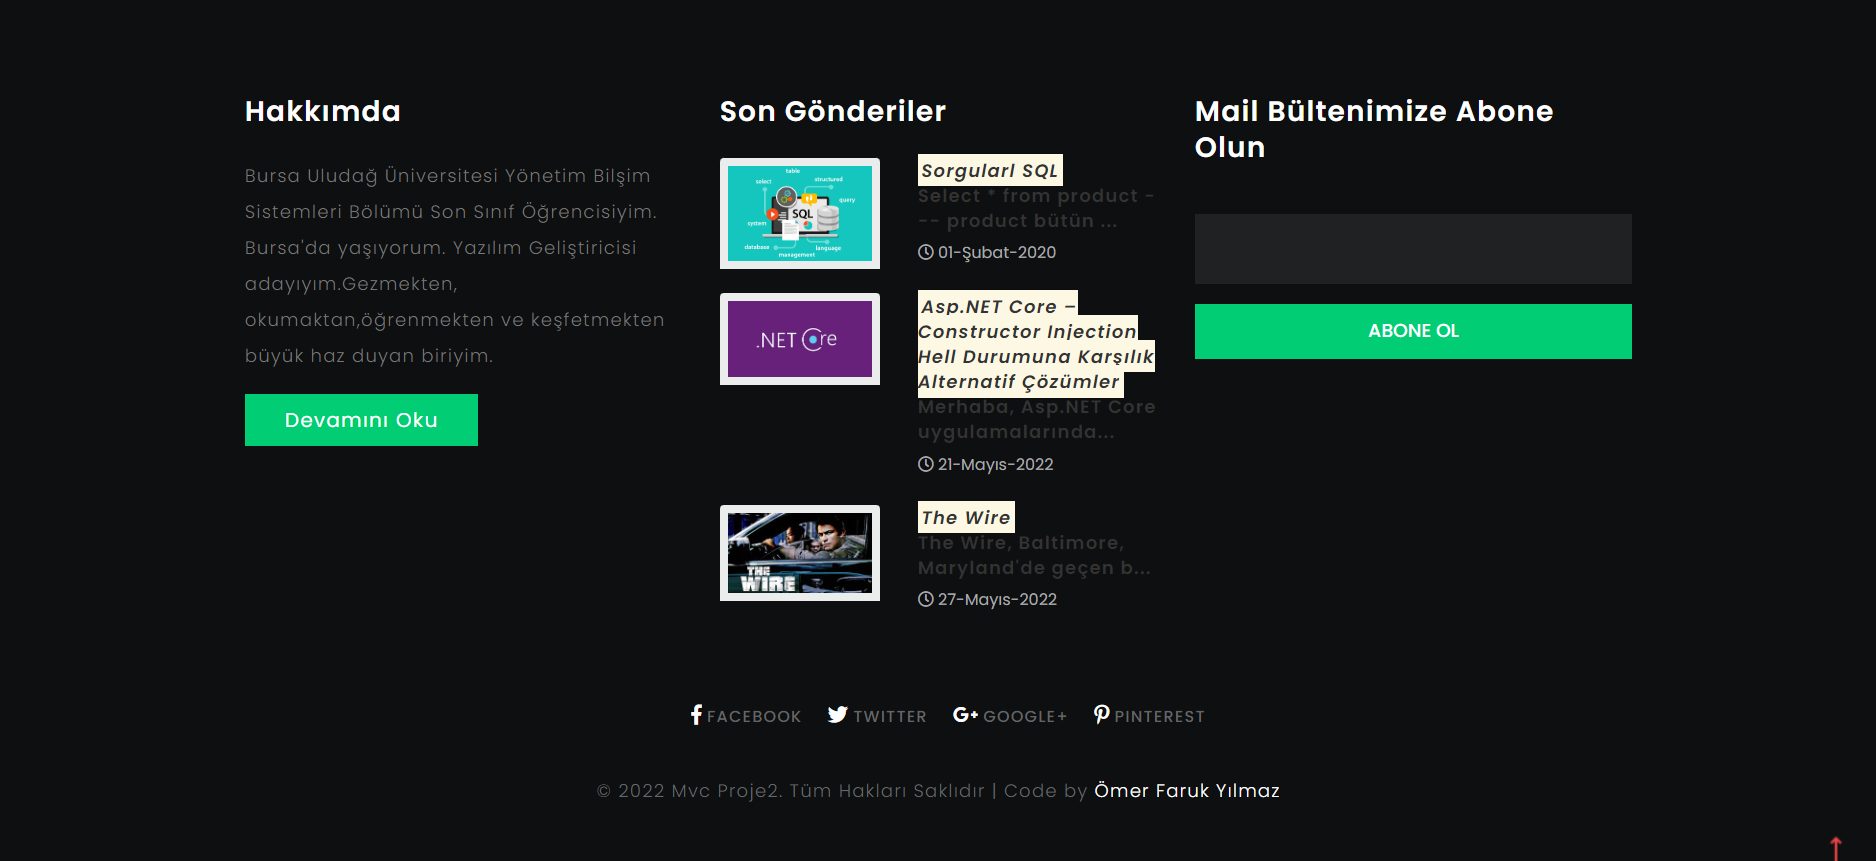 Hakkımda
Bursa Uludağ Üniversitesi Yönetim Bilşim
Sistemleri Bölümü Son Sınıf Öğrencisiyim.
Bursa'da yaşıyorum. Yazılım Geliştiricisi
adayıyım.Gezmekten,
okumaktan,öğrenmekten ve keşfetmekten
büyük haz duyan biriyim.
Devamını Oku
Son Gönderiler
table
select
structured
query
SQL
system
database
language
management
Sorgularl SQL
Select * from product -
-- product bütün ...
01-Şubat-2020
.NET Core
Asp.NET Core –
Constructor Injection
Hell Durumuna Karşılık
Alternatif Çözümler
Merhaba, Asp.NET Core
uygulamalarında...
21-Mayıs-2022
THE
WIRE
The Wire
The Wire, Baltimore,
Maryland'de geçen b...
27-Mayıs-2022
Mail Bültenimize Abone
Olun
ABONE OL
FACEBOOK TWITTER G+ GOOGLE+ PINTEREST
© 2022 Mvc Proje2. Tüm Hakları Saklıdır | Code by Ömer Faruk Yılmaz